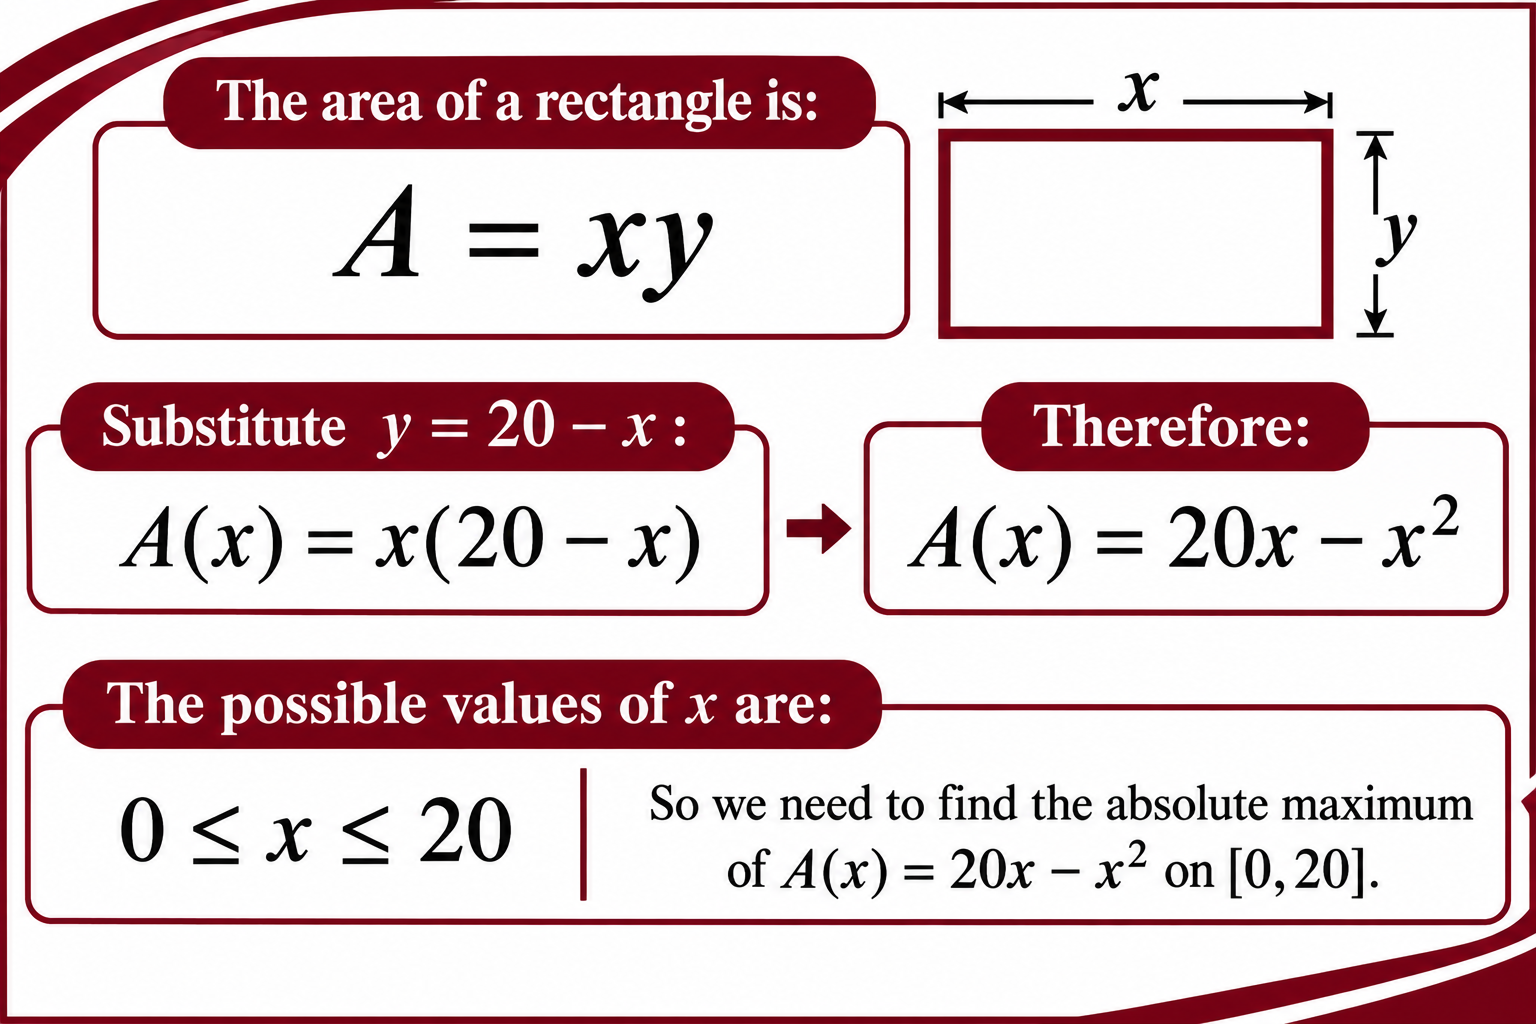 The area of a rectangle is:
x
A = xy
y
Substitute y = 20 − x :
A(x) = x(20 − x)
Therefore:
A(x) = 20x − x²
The possible values of x are:
0 ≤ x ≤ 20
So we need to find the absolute maximum
of A(x) = 20x − x² on [0, 20].